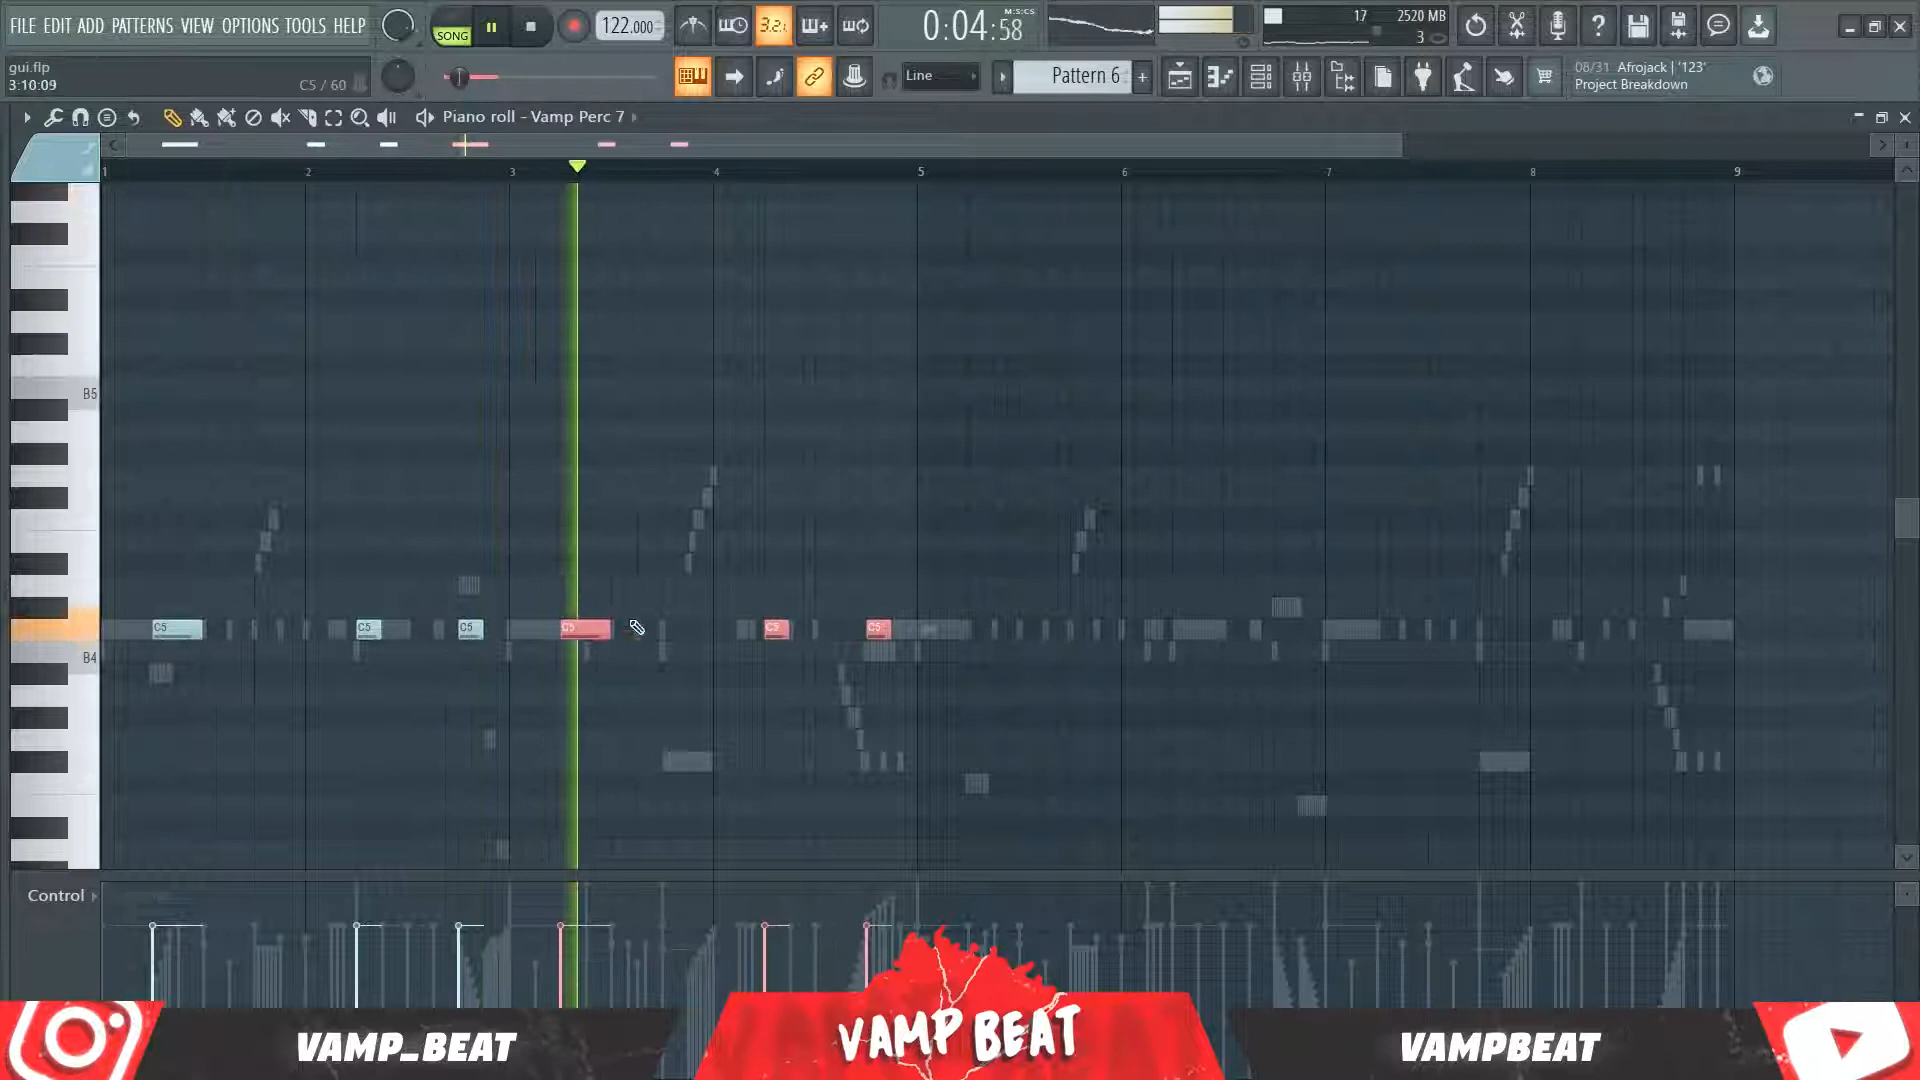 FILE EDIT ADD PATTERNS VIEW OPTIONS TOOLS HELP
SONG
122.000
3.2.1
0:04:58
M:S:CS
17
2520 MB
3
gui.flp
3:10:09
C5 / 60
Line
Pattern 6
08/31 Afrojack | '123'
Project Breakdown
Piano roll - Vamp Perc 7
1 2 3 4 5 6 7 8 9
B5
C5 C5 C5 C5 C5 C5
B4
Control
VAMP_BEAT
VAMP BEAT
VAMPBEAT